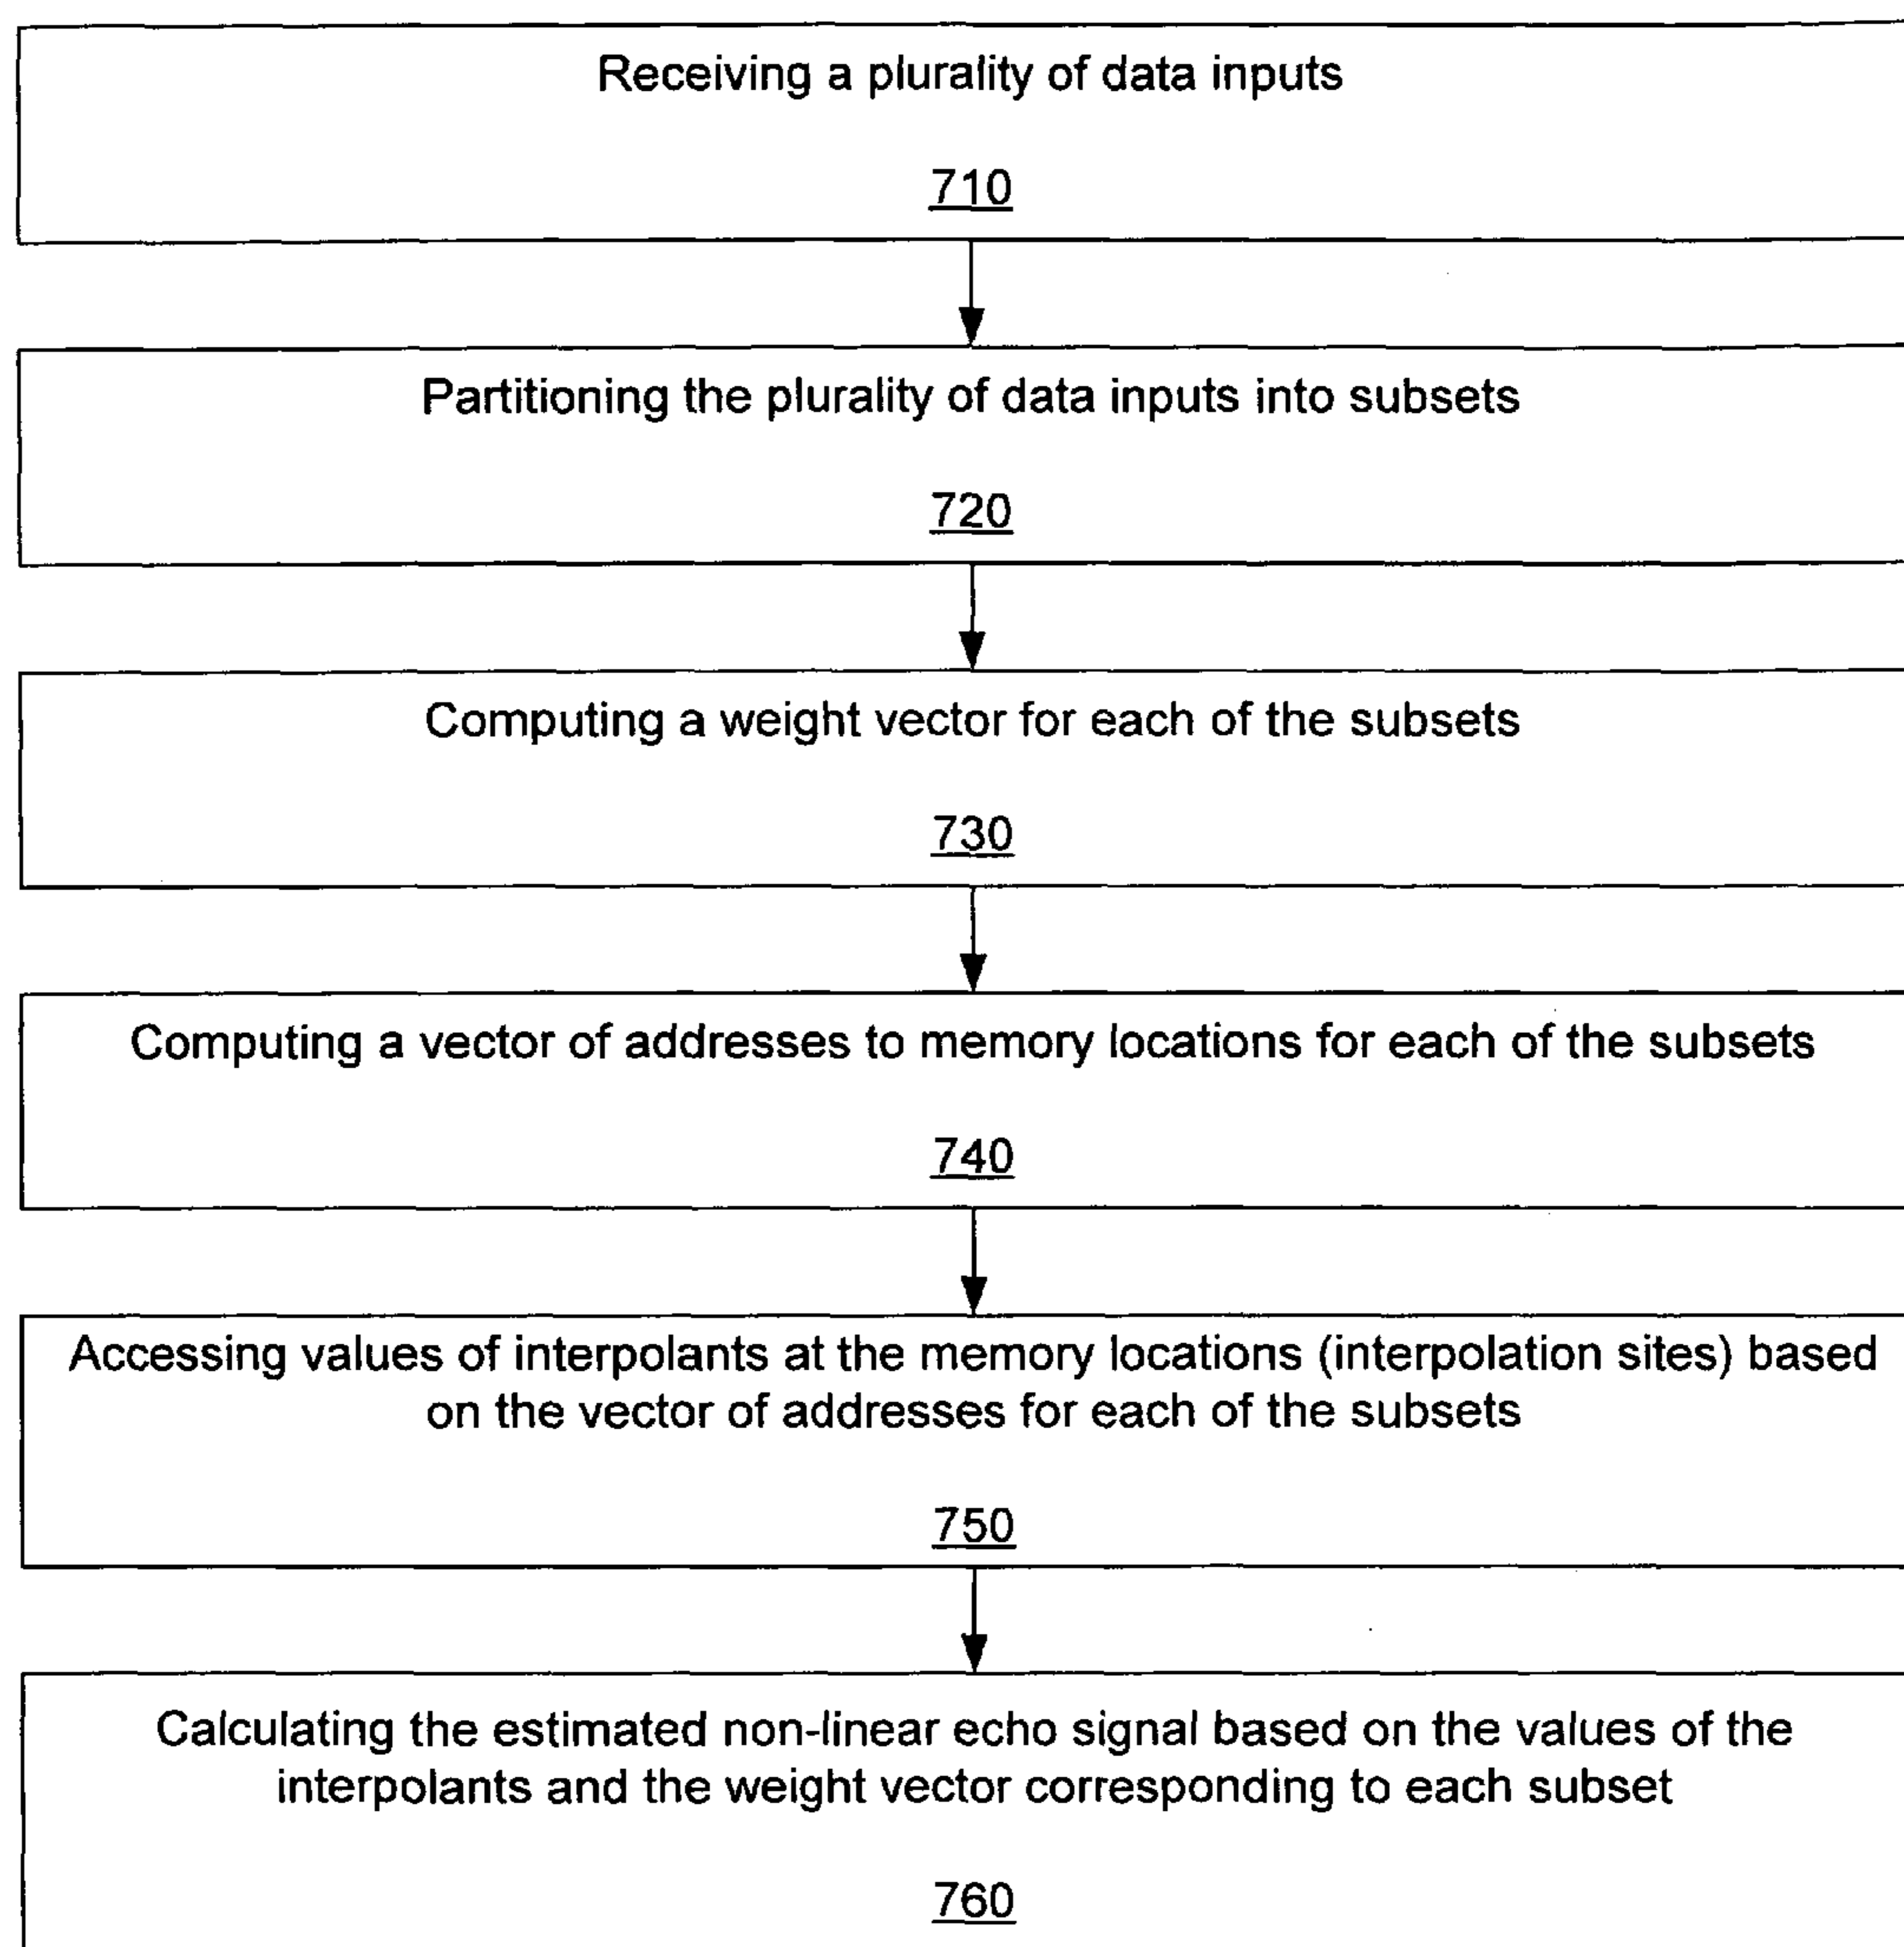 Receiving a plurality of data inputs
710
Partitioning the plurality of data inputs into subsets
720
Computing a weight vector for each of the subsets
730
Computing a vector of addresses to memory locations for each of the subsets
740
Accessing values of interpolants at the memory locations (interpolation sites) based
on the vector of addresses for each of the subsets
750
Calculating the estimated non-linear echo signal based on the values of the
interpolants and the weight vector corresponding to each subset
760